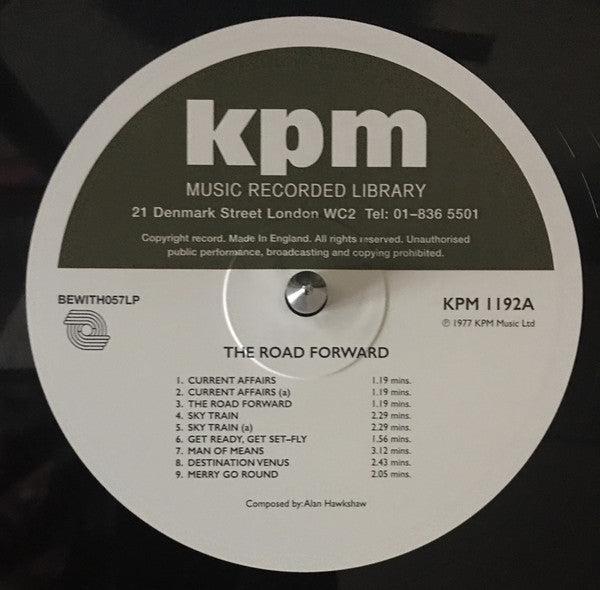 kpm
MUSIC RECORDED LIBRARY
21 Denmark Street London WC2 Tel: 01-836 5501
Copyright record. Made In England. All rights reserved. Unauthorised
public performance, broadcasting and copying prohibited.
BEWITH057LP
KPM 1192A
℗ 1977 KPM Music Ltd
THE ROAD FORWARD
1. CURRENT AFFAIRS 1.19 mins.
2. CURRENT AFFAIRS (a) 1.19 mins.
3. THE ROAD FORWARD 1.19 mins.
4. SKY TRAIN 2.29 mins.
5. SKY TRAIN (a) 2.29 mins.
6. GET READY, GET SET-FLY 1.56 mins.
7. MAN OF MEANS 3.12 mins.
8. DESTINATION VENUS 2.43 mins.
9. MERRY GO ROUND 2.05 mins.
Composed by: Alan Hawkshaw